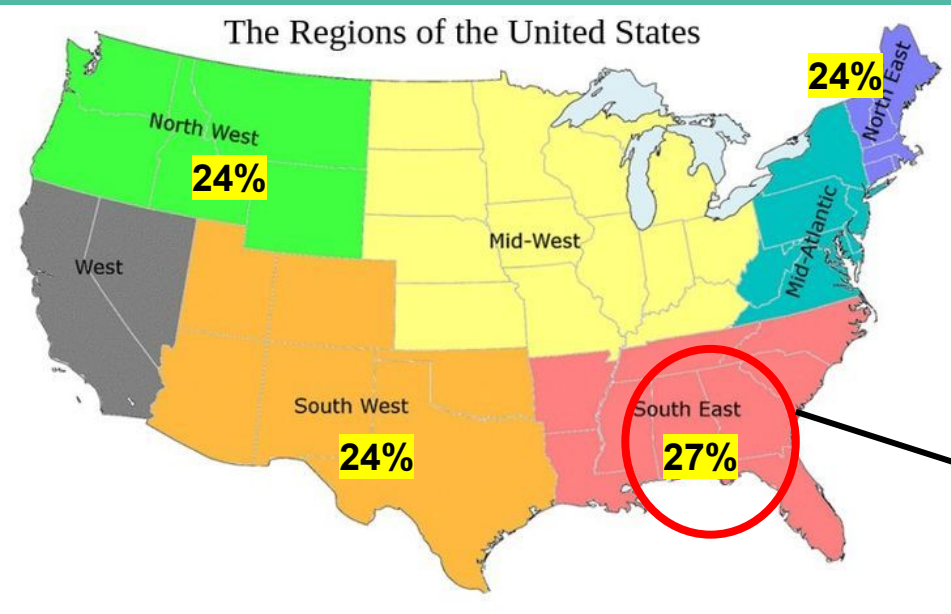 The Regions of the United States
24%
North East
North West
24%
Mid-Atlantic
Mid-West
West
South West
24%
South East
27%